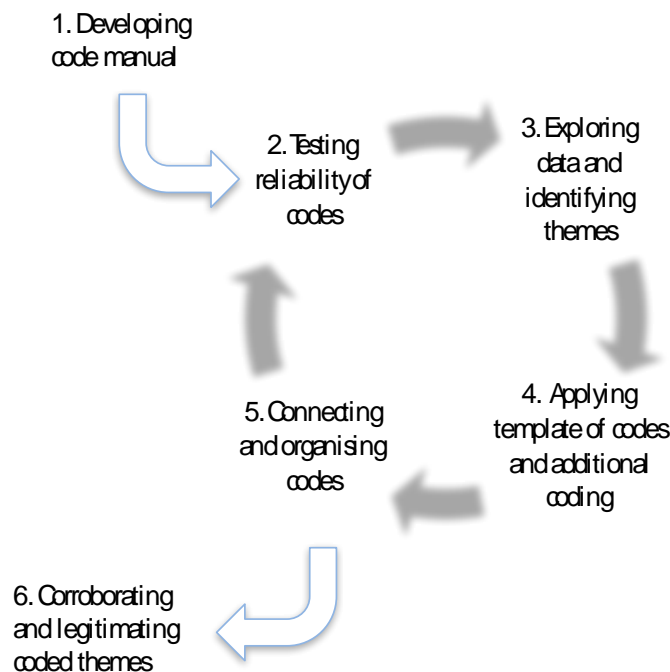 1. Developing
code manual
2. Testing
reliability of
codes
3. Exploring
data and
identifying
themes
4. Applying
template of codes
and additional
coding
5. Connecting
and organising
codes
6. Corroborating
and legitimating
coded themes